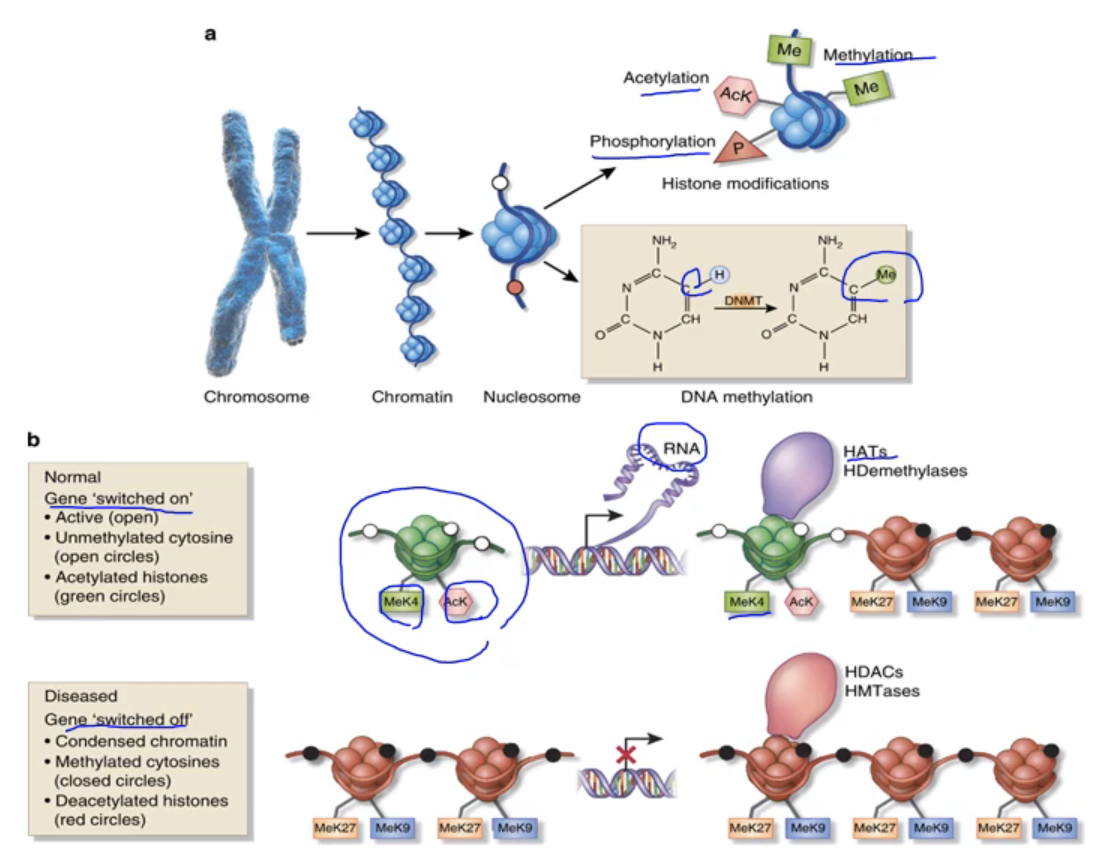 a
Me
Methylation
Acetylation
AcK
Me
Phosphorylation
P
Histone modifications
NH2
NH2
C
H
C
Me
N
C
N
C
DNMT
C
CH
C
CH
O
N
O
N
H
H
Chromosome
Chromatin
Nucleosome
DNA methylation
b
Normal
Gene ‘switched on’
• Active (open)
• Unmethylated cytosine
(open circles)
• Acetylated histones
(green circles)
RNA
HATs
HDemethylases
MeK4
AcK
MeK4
AcK
MeK27
MeK9
MeK27
MeK9
Diseased
Gene ‘switched off’
• Condensed chromatin
• Methylated cytosines
(closed circles)
• Deacetylated histones
(red circles)
HDACs
HMTases
MeK27
MeK9
MeK27
MeK9
MeK27
MeK9
MeK27
MeK9
MeK27
MeK9